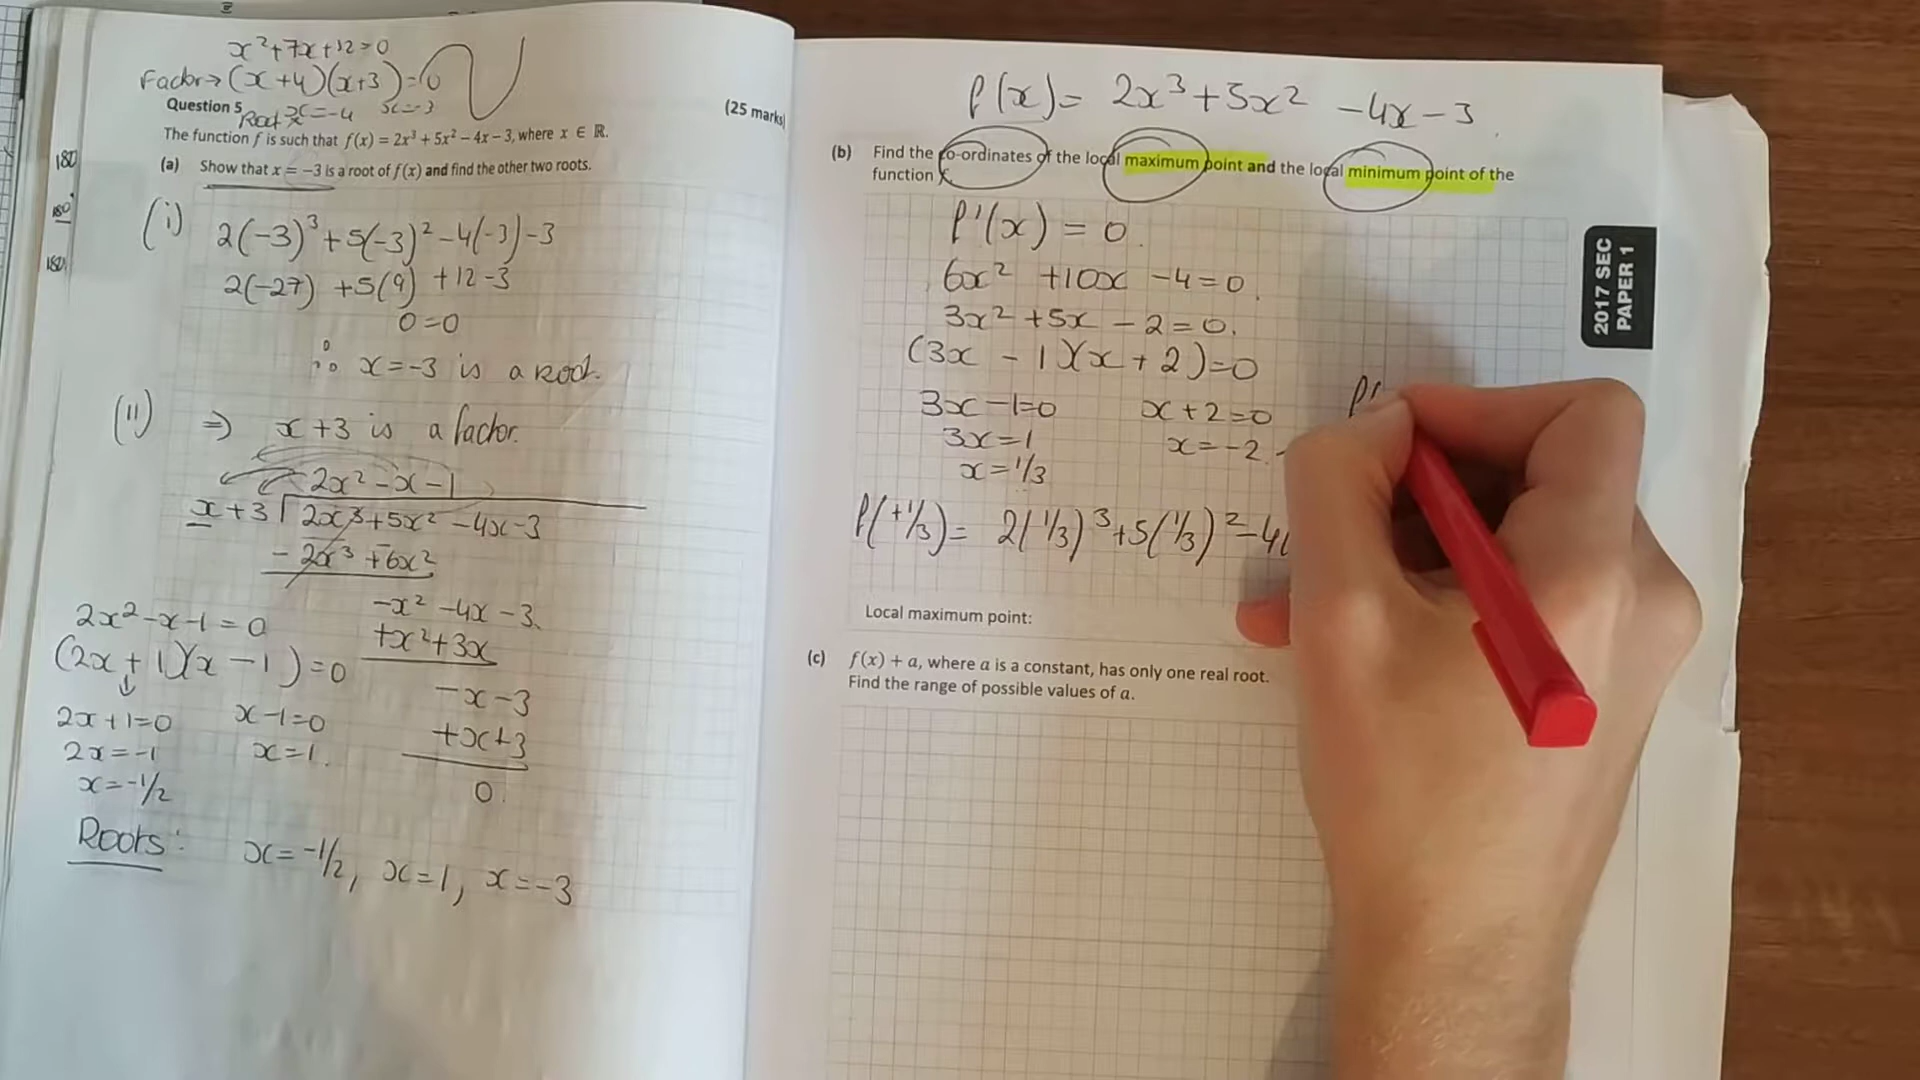 x²+7x+12=0
Factor→(x+4)(x+3)=0
Question 5
Root x=-4 x=-3
(25 marks)
The function f is such that f(x) = 2x³ + 5x² − 4x − 3, where x ∈ ℝ.
(a) Show that x = −3 is a root of f(x) and find the other two roots.
180
180
180
(i) 2(-3)³+5(-3)²-4(-3)-3
2(-27) +5(9) +12-3
0=0
∴ x=-3 is a root.
(ii) ⇒ x+3 is a factor.
2x²-x-1
x+3 2x³+5x²-4x-3
- 2x³+6x²
-x²-4x-3
+x²+3x
-x-3
+x+3
0
2x²-x-1=0
(2x+1)(x-1)=0
2x+1=0 x-1=0
2x=-1 x=1.
x=-1/2
Roots: x=-1/2, x=1, x=-3
f(x)= 2x³+5x²-4x-3
(b) Find the co-ordinates of the local maximum point and the local minimum point of the
function f.
f'(x)=0
6x²+10x-4=0
3x²+5x-2=0.
(3x-1)(x+2)=0
3x-1=0 x+2=0
3x=1 x=-2.
x=1/3
f(+1/3)= 2(1/3)³+5(1/3)²-4(
Local maximum point:
(c) f(x) + a, where a is a constant, has only one real root.
Find the range of possible values of a.
2017 SEC
PAPER 1